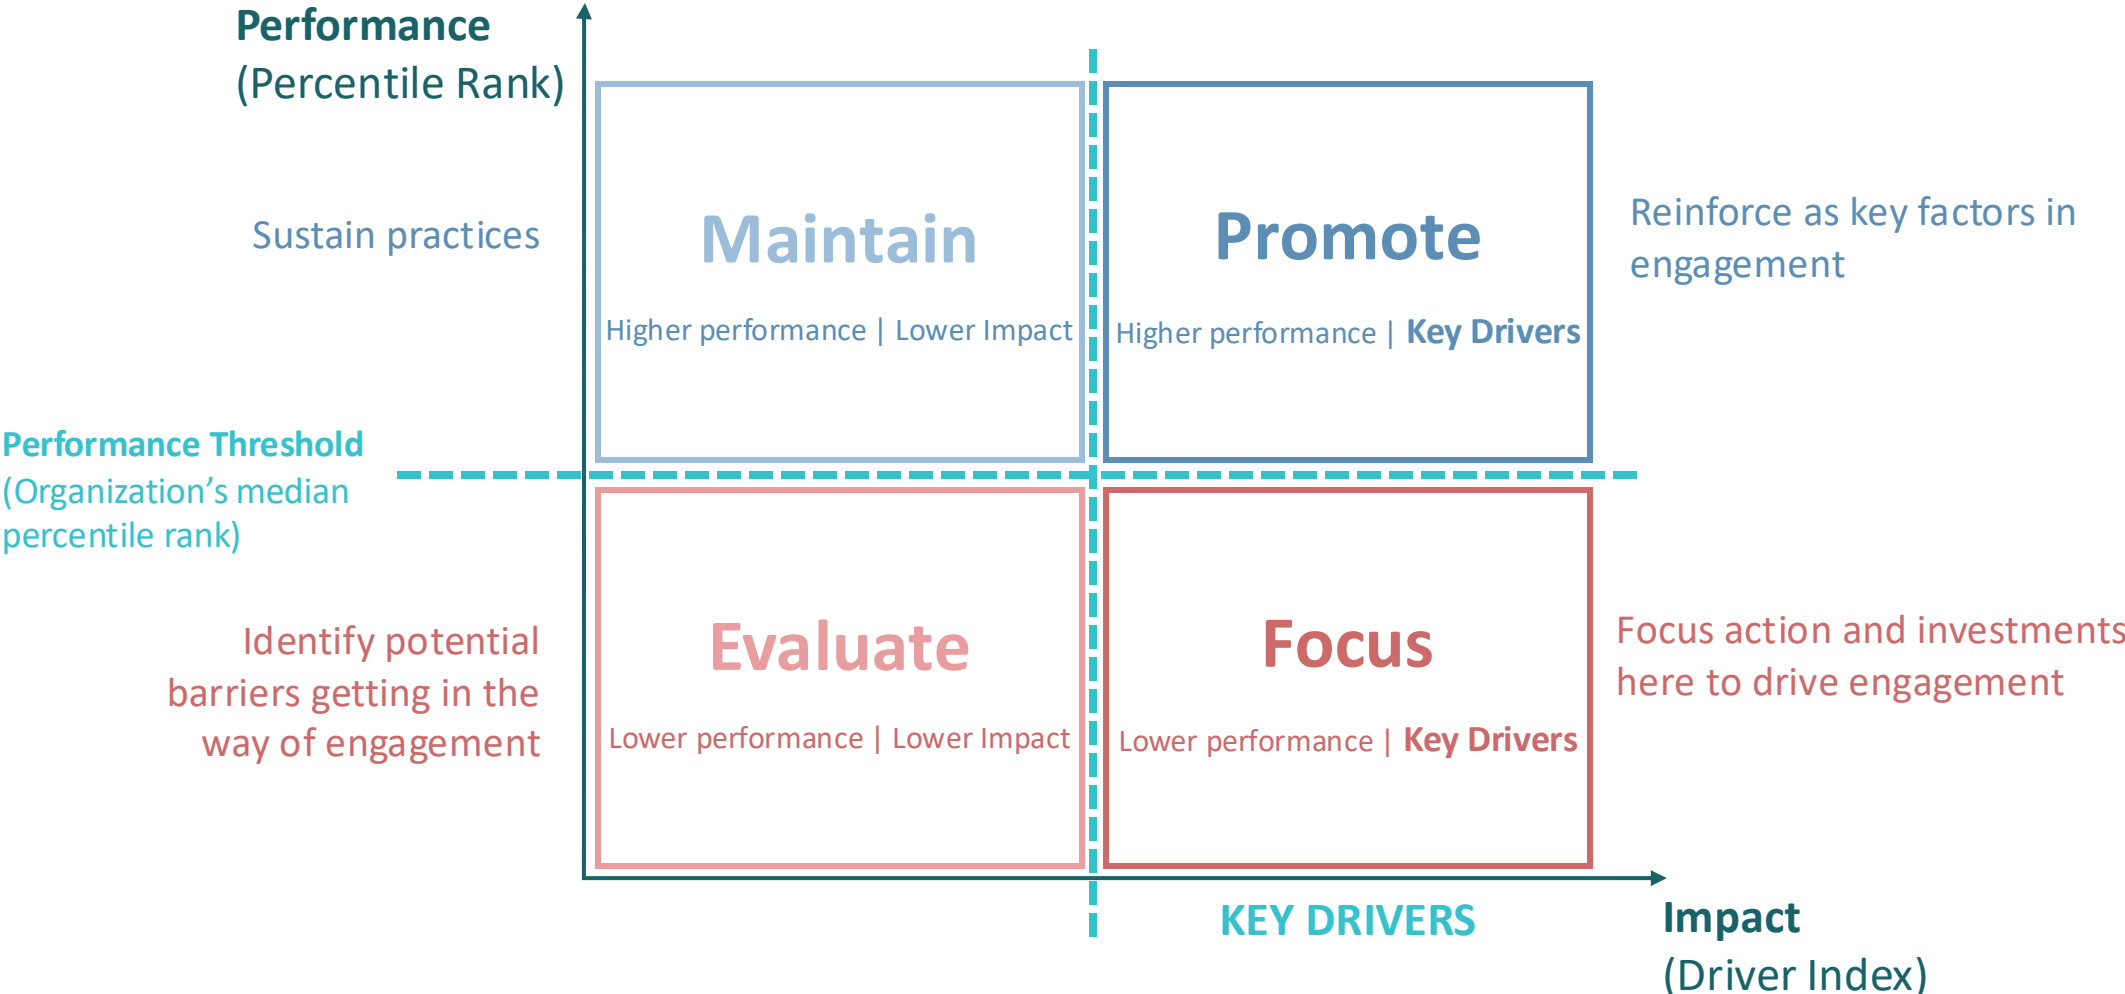 Performance
(Percentile Rank)
Sustain practices
Maintain
Higher performance | Lower Impact
Promote
Higher performance | Key Drivers
Reinforce as key factors in
engagement
Performance Threshold
(Organization’s median
percentile rank)
Identify potential
barriers getting in the
way of engagement
Evaluate
Lower performance | Lower Impact
Focus
Lower performance | Key Drivers
Focus action and investments
here to drive engagement
KEY DRIVERS
Impact
(Driver Index)